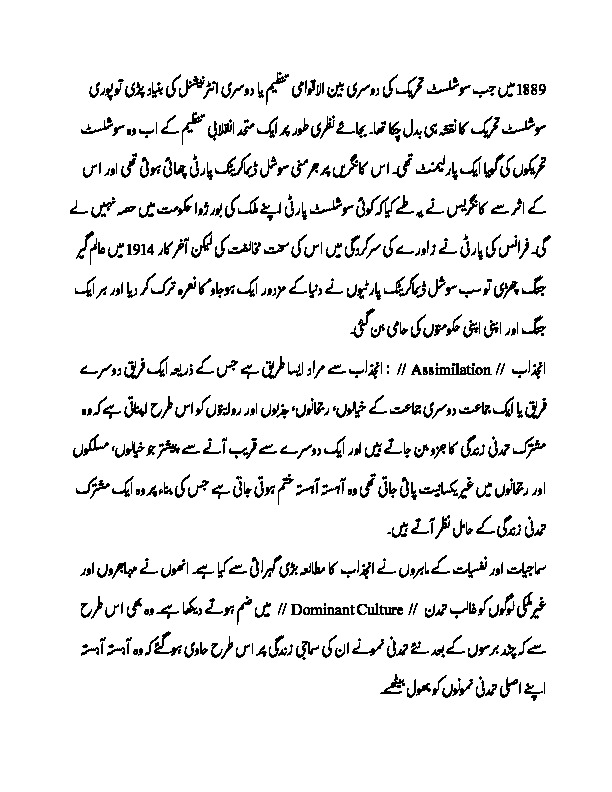 1889 میں جب سوشلسٹ تحریک کی دوسری بین الاقوامی تنظیم یا دوسری انٹرنیشنل کی بنیاد پڑی تو پوری
سوشلسٹ تحریک کا نقشہ ہی بدل چکا تھا۔ بجائے نظری طور پر ایک متحد انقلابی تنظیم کے اب وہ سوشلسٹ
تحریکوں کی گویا ایک پارلیمنٹ تھی۔ اس کانگریس پر جرمنی سوشل ڈیماکریٹک پارٹی چھائی ہوئی تھی اور اس
کے اثر سے کانگریس نے یہ طے کیا کہ کوئی سوشلسٹ پارٹی اپنے ملک کی بورژوا حکومت میں حصہ نہیں لے
گی۔ فرانس کی پارٹی نے ژاورے کی سرکردگی میں اس کی سخت مخالفت کی لیکن آخر کار 1914 میں عالم گیر
جنگ چھڑی تو سب سوشل ڈیماکریٹک پارٹیوں نے دنیا کے مزدور ایک ہوجاو’ کا نعرہ ترک کر دیا اور ہر ایک
جنگ اور اپنی اپنی حکومتوں کی حامی بن گئی۔
انجذاب // Assimilation // : انجذاب سے مراد ایسا طریق ہے جس کے ذریعہ ایک فریق دوسرے
فریق یا ایک جماعت دوسری جماعت کے خیالوں’ رجحانوں’ جذبوں اور روایتوں کو اس طرح اپناتی ہے کہ وہ
مشترک تمدنی زندگی کا جزو بن جاتے ہیں اور ایک دوسرے سے قریب آنے سے پیشتر جو خیالوں’ مسلکوں
اور رجحانوں میں غیر یکسانیت پائی جاتی تھی وہ آہستہ آہستہ ختم ہوتی جاتی ہے جس کی بناء پر وہ ایک مشترک
تمدنی زندگی کے حامل نظر آتے ہیں۔
سماجیات اور نفسیات کے ماہروں نے انجذاب کا مطالعہ بڑی گہرائی سے کیا ہے۔ انھوں نے مہاجروں اور
غیر ملکی لوگوں کو غالب تمدن // Dominant Culture // میں ضم ہوتے دیکھا ہے۔ وہ بھی اس طرح
سے کہ چند برسوں کے بعد نئے تمدنی نمونے ان کی سماجی زندگی پر اس طرح حاوی ہوگئے کہ وہ آہستہ آہستہ
اپنے اصلی تمدنی نمونوں کو بھول بیٹھے۔